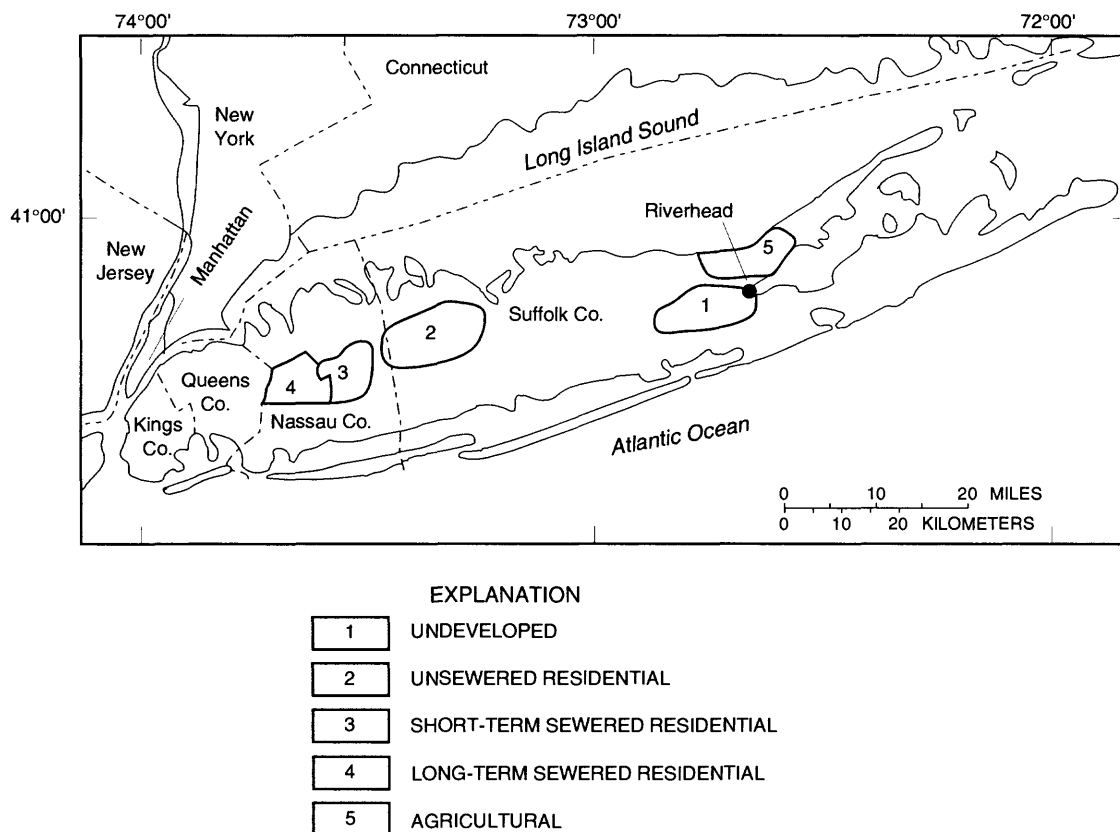 74°00'
73°00'
72°00'
Connecticut
New
York
Long Island Sound
41°00'
Riverhead
Manhattan
New
Jersey
5
1
Suffolk Co.
2
3
4
Queens
Co.
Nassau Co.
Kings
Co.
Atlantic Ocean
0 10 20 MILES
0 10 20 KILOMETERS
EXPLANATION
1 UNDEVELOPED
2 UNSEWERED RESIDENTIAL
3 SHORT-TERM SEWERED RESIDENTIAL
4 LONG-TERM SEWERED RESIDENTIAL
5 AGRICULTURAL